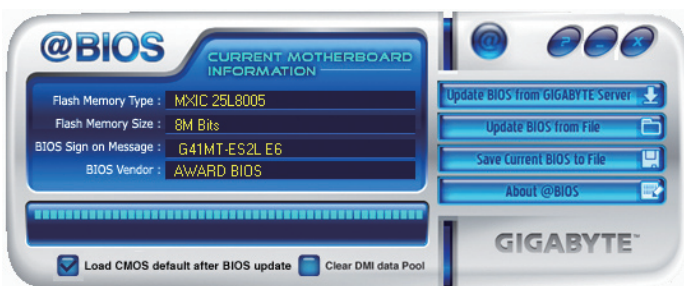 @BIOS
CURRENT MOTHERBOARD
INFORMATION
Flash Memory Type : MXIC 25L8005
Flash Memory Size : 8M Bits
BIOS Sign on Message : G41MT-ES2L E6
BIOS Vendor : AWARD BIOS
Load CMOS default after BIOS update
Clear DMI data Pool
@
? – X
Update BIOS from GIGABYTE Server
Update BIOS from File
Save Current BIOS to File
About @BIOS
GIGABYTE™